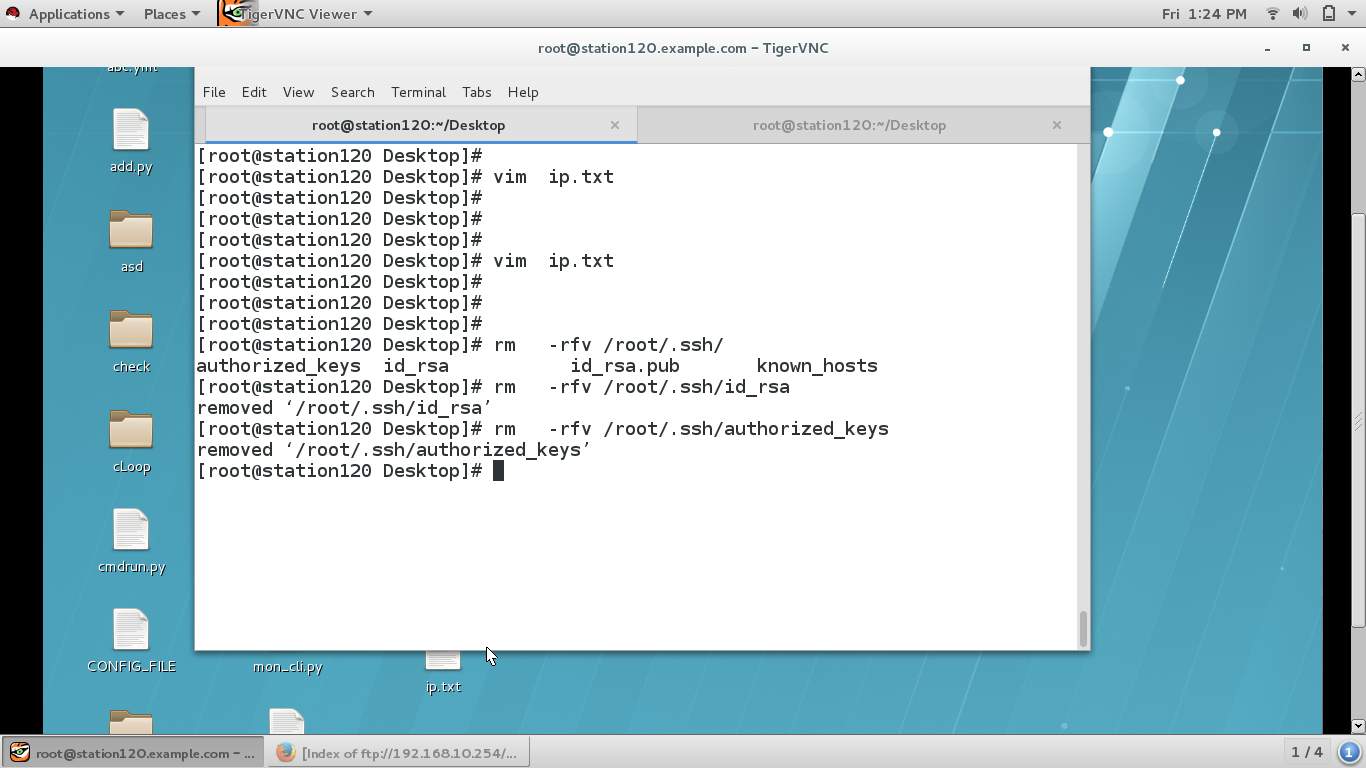 Applications Places TigerVNC Viewer Fri 1:24 PM
root@station120.example.com – TigerVNC
abc.yml
File Edit View Search Terminal Tabs Help
root@station120:~/Desktop × root@station120:~/Desktop ×
[root@station120 Desktop]#
[root@station120 Desktop]# vim  ip.txt
[root@station120 Desktop]#
[root@station120 Desktop]#
[root@station120 Desktop]#
[root@station120 Desktop]# vim  ip.txt
[root@station120 Desktop]#
[root@station120 Desktop]#
[root@station120 Desktop]#
[root@station120 Desktop]# rm   -rfv /root/.ssh/
authorized_keys  id_rsa           id_rsa.pub       known_hosts
[root@station120 Desktop]# rm   -rfv /root/.ssh/id_rsa
removed ‘/root/.ssh/id_rsa’
[root@station120 Desktop]# rm   -rfv /root/.ssh/authorized_keys
removed ‘/root/.ssh/authorized_keys’
[root@station120 Desktop]#
add.py
asd
check
cLoop
cmdrun.py
CONFIG_FILE
mon_cli.py
ip.txt
root@station120.example.com – ... [Index of ftp://192.168.10.254/... 1 / 4 1